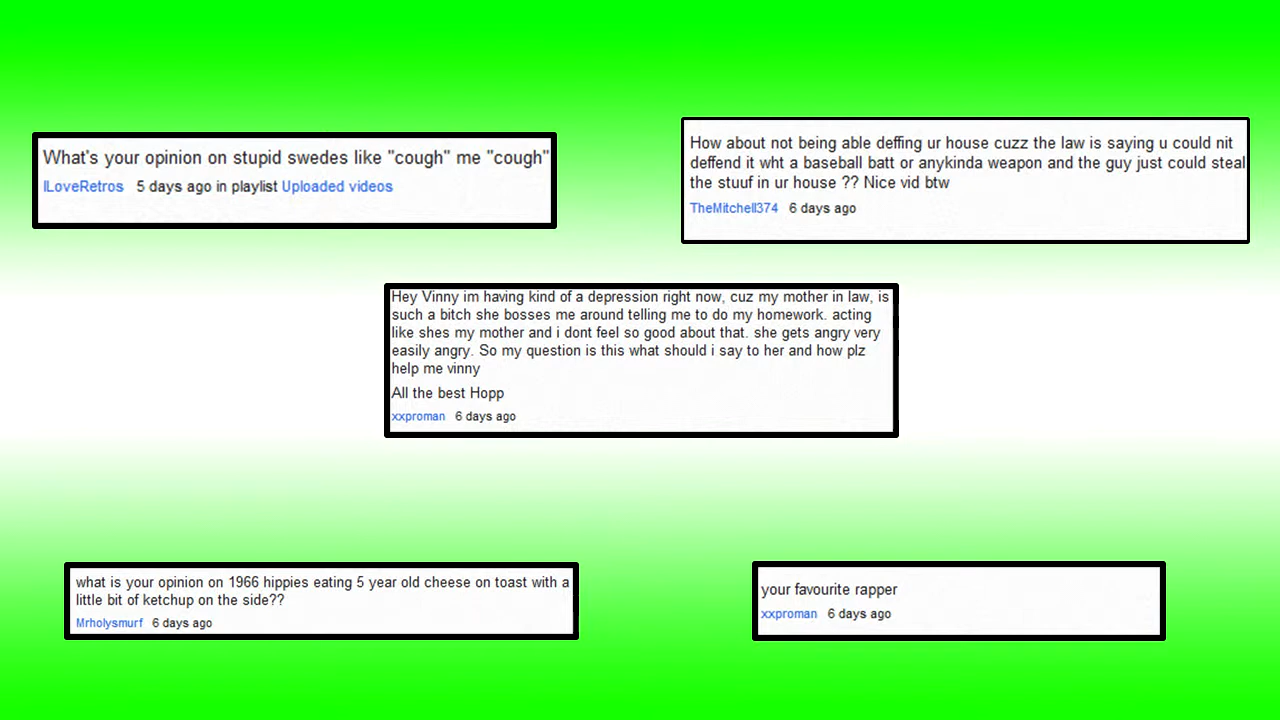 What's your opinion on stupid swedes like "cough" me "cough"
ILoveRetros 5 days ago in playlist Uploaded videos
How about not being able deffing ur house cuzz the law is saying u could nit
deffend it wht a baseball batt or anykinda weapon and the guy just could steal
the stuuf in ur house ?? Nice vid btw
TheMitchell374 6 days ago
Hey Vinny im having kind of a depression right now, cuz my mother in law, is
such a bitch she bosses me around telling me to do my homework. acting
like shes my mother and i dont feel so good about that. she gets angry very
easily angry. So my question is this what should i say to her and how plz
help me vinny
All the best Hopp
xxproman 6 days ago
what is your opinion on 1966 hippies eating 5 year old cheese on toast with a
little bit of ketchup on the side??
Mrholysmurf 6 days ago
your favourite rapper
xxproman 6 days ago